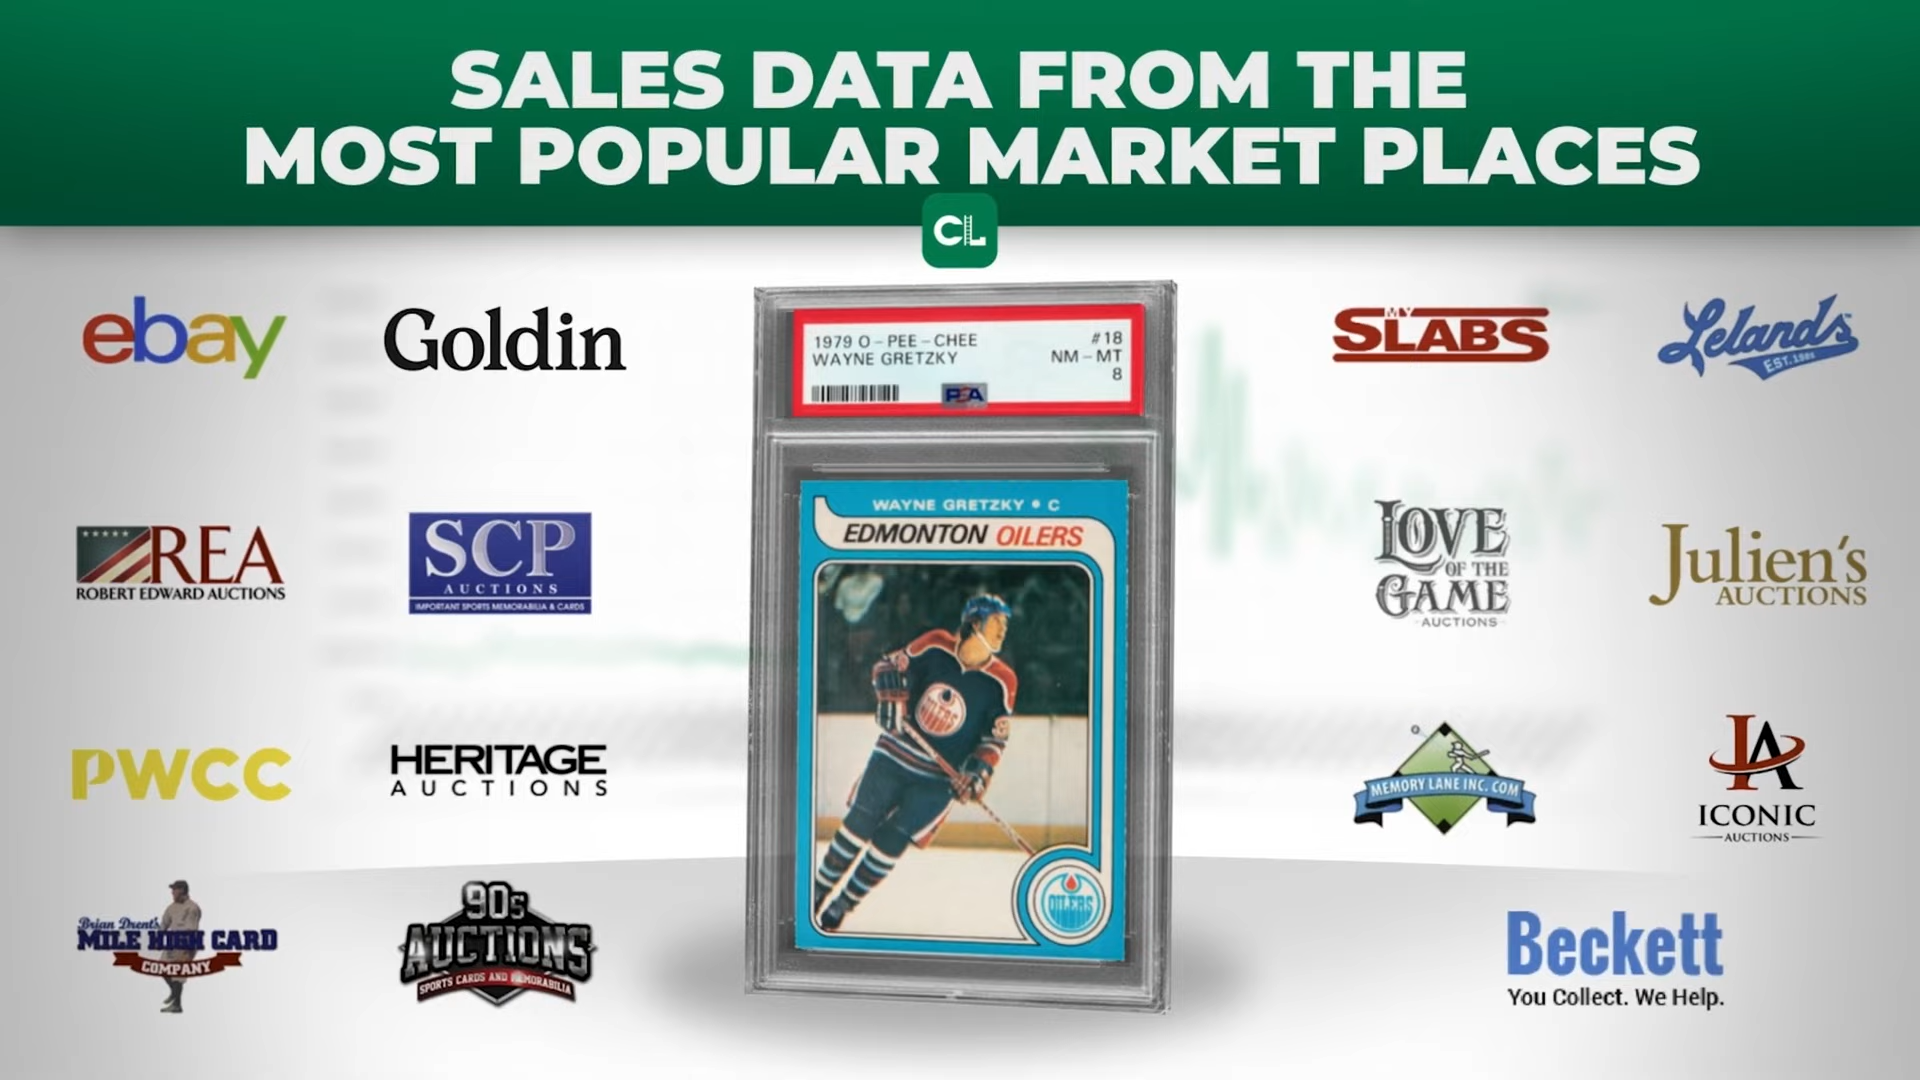 SALES DATA FROM THE
MOST POPULAR MARKET PLACES
CL
ebay
Goldin
REA
ROBERT EDWARD AUCTIONS
SCP
AUCTIONS
IMPORTANT SPORTS MEMORABILIA & CARDS
PWCC
HERITAGE
AUCTIONS
Brian Drent's
MILE HIGH CARD
COMPANY
90s
AUCTIONS
SPORTS CARDS AND MEMORABILIA
1979 O-PEE-CHEE #18
WAYNE GRETZKY NM-MT
8
PSA
WAYNE GRETZKY • C
EDMONTON OILERS
OILERS
OILERS
MY
SLABS
Lelands
EST. 1985
LOVE
OF THE
GAME
AUCTIONS
Julien's
AUCTIONS
MEMORY LANE INC. COM
IA
ICONIC
AUCTIONS
Beckett
You Collect. We Help.